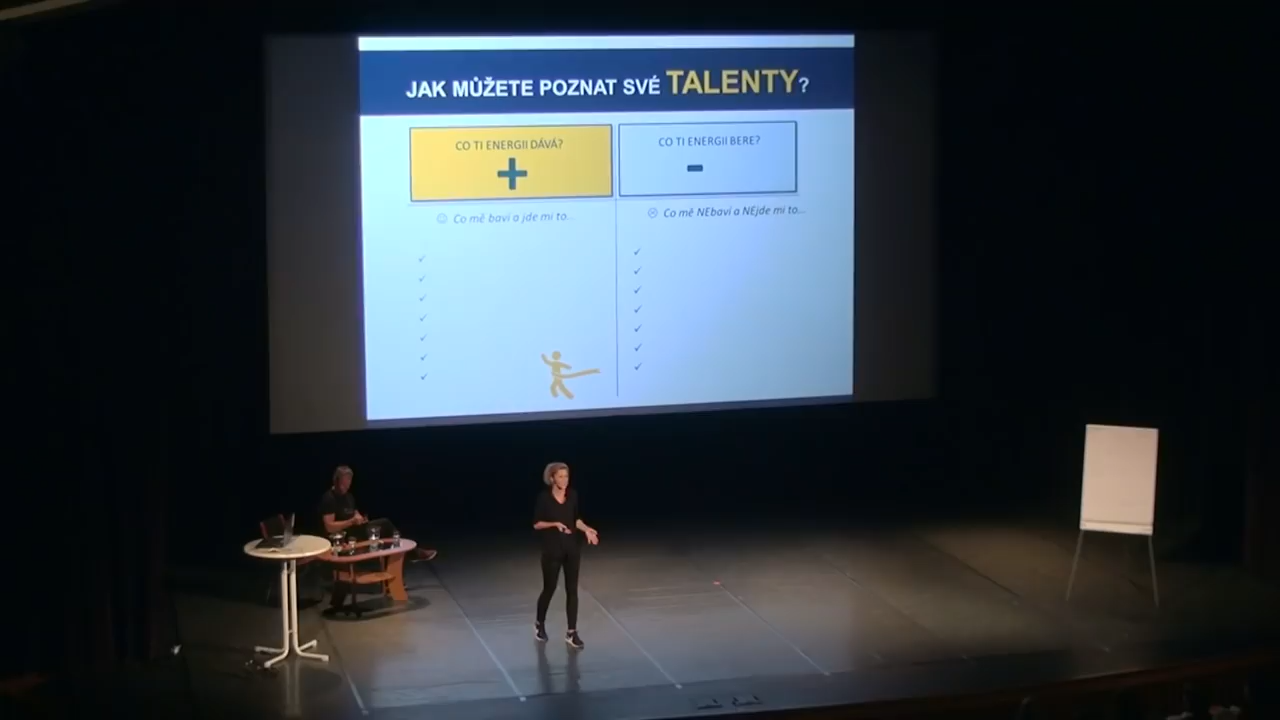 JAK MŮŽETE POZNAT SVÉ TALENTY?
CO TI ENERGII DÁVÁ?
+
CO TI ENERGII BERE?
-
☺ Co mě baví a jde mi to...
☹ Co mě NEbaví a NEjde mi to...